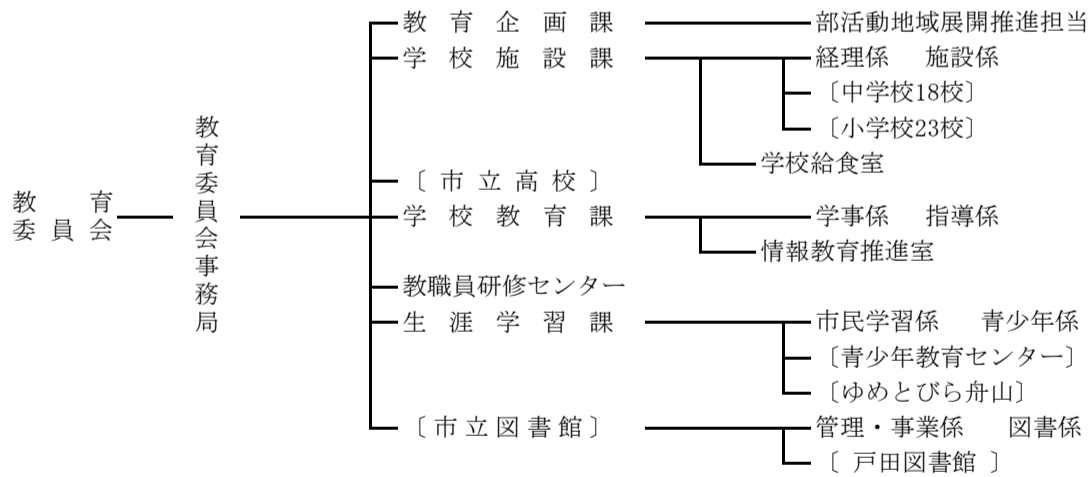 教育委員会
教育委員会事務局
教育企画課 部活動地域展開推進担当
学校施設課 経理係 施設係
〔中学校18校〕
〔小学校23校〕
学校給食室
〔市立高校〕
学校教育課 学事係 指導係
情報教育推進室
教職員研修センター
生涯学習課 市民学習係 青少年係
〔青少年教育センター〕
〔ゆめとびら舟山〕
〔市立図書館〕 管理・事業係 図書係
〔戸田図書館〕